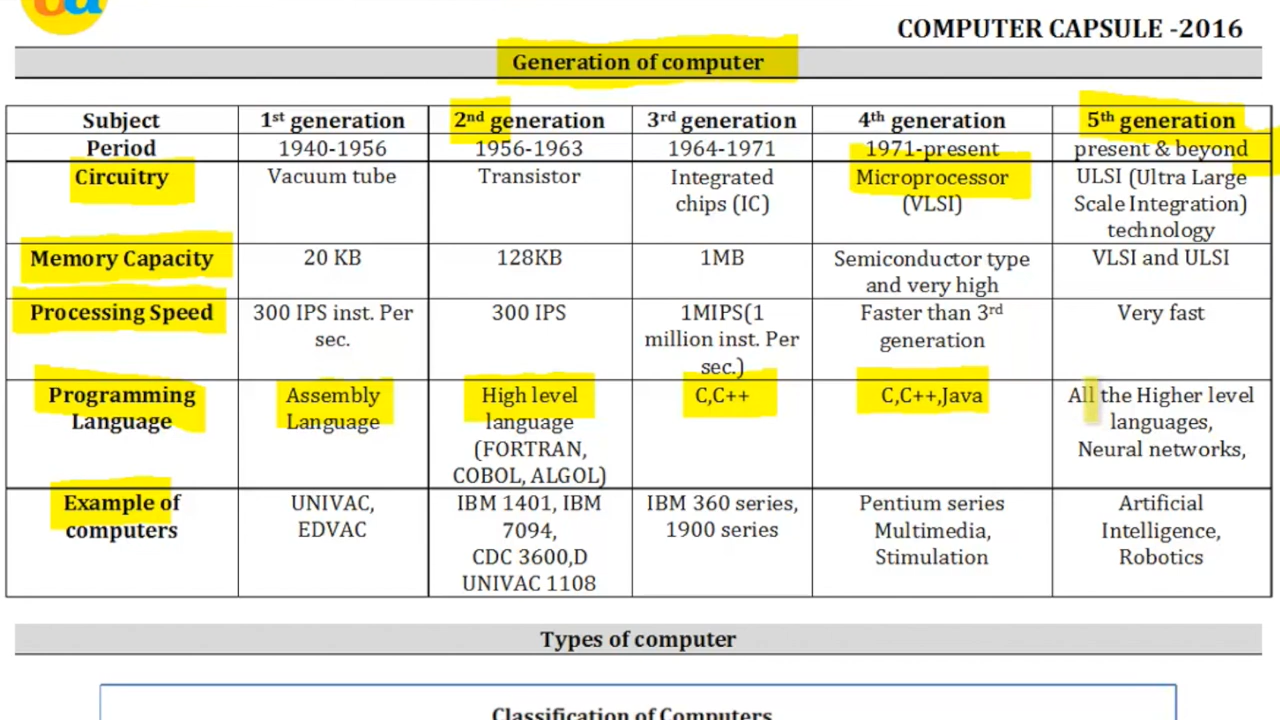 COMPUTER CAPSULE -2016
Generation of computer
Subject 1st generation 2nd generation 3rd generation 4th generation 5th generation
Period 1940-1956 1956-1963 1964-1971 1971-present present & beyond
Circuitry Vacuum tube Transistor Integrated Microprocessor ULSI (Ultra Large
chips (IC) (VLSI) Scale Integration)
technology
Memory Capacity 20 KB 128KB 1MB Semiconductor type VLSI and ULSI
and very high
Processing Speed 300 IPS inst. Per 300 IPS 1MIPS(1 Faster than 3rd Very fast
sec. million inst. Per generation
sec.)
Programming Assembly High level C,C++ C,C++,Java All the Higher level
Language Language language languages,
(FORTRAN, Neural networks,
COBOL, ALGOL)
Example of UNIVAC, IBM 1401, IBM IBM 360 series, Pentium series Artificial
computers EDVAC 7094, 1900 series Multimedia, Intelligence,
CDC 3600,D Stimulation Robotics
UNIVAC 1108
Types of computer
Classification of Computers